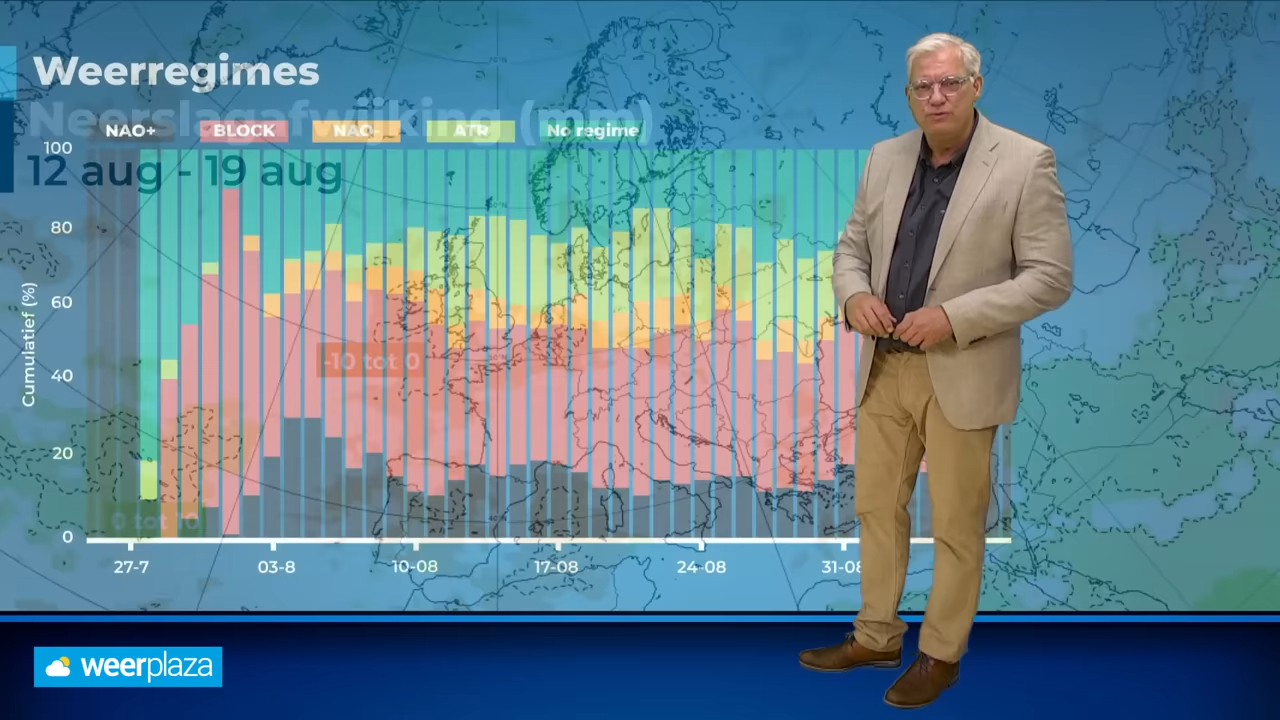 Weerregimes
Neerslagafwijking (mm)
NAO+ BLOCK NAO- ATR No regime
12 aug - 19 aug
100
80
60
40
20
0
Cumulatief (%)
-10 tot 0
0 tot 10
27-7 03-8 10-08 17-08 24-08 31-08
weerplaza